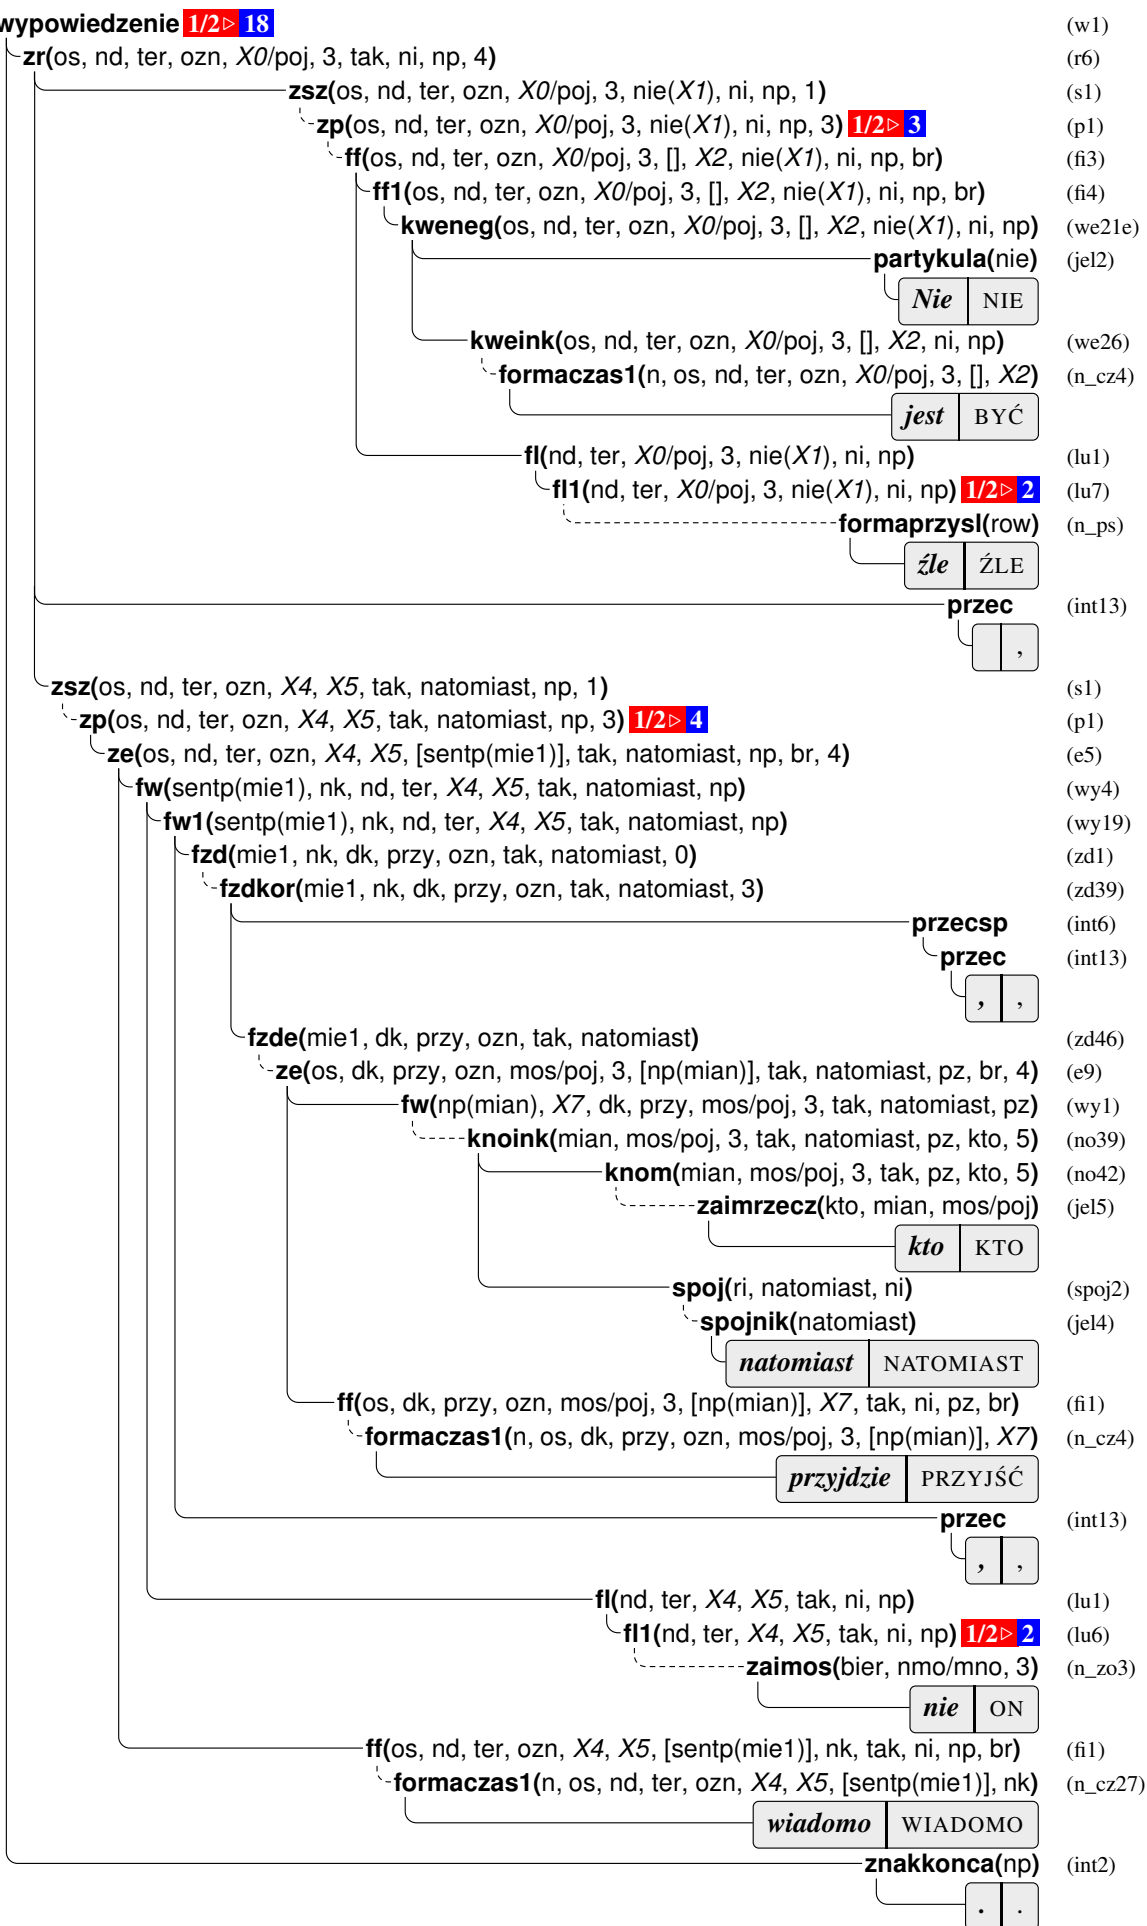 wypowiedzenie 1/2▷ 18 (w1)
zr(os, nd, ter, ozn, X0/poj, 3, tak, ni, np, 4) (r6)
zsz(os, nd, ter, ozn, X0/poj, 3, nie(X1), ni, np, 1) (s1)
zp(os, nd, ter, ozn, X0/poj, 3, nie(X1), ni, np, 3) 1/2▷ 3 (p1)
ff(os, nd, ter, ozn, X0/poj, 3, [], X2, nie(X1), ni, np, br) (fi3)
ff1(os, nd, ter, ozn, X0/poj, 3, [], X2, nie(X1), ni, np, br) (fi4)
kweneg(os, nd, ter, ozn, X0/poj, 3, [], X2, nie(X1), ni, np) (we21e)
partykula(nie) (jel2)
Nie NIE
kweink(os, nd, ter, ozn, X0/poj, 3, [], X2, ni, np) (we26)
formaczas1(n, os, nd, ter, ozn, X0/poj, 3, [], X2) (n_cz4)
jest BYĆ
fl(nd, ter, X0/poj, 3, nie(X1), ni, np) (lu1)
fl1(nd, ter, X0/poj, 3, nie(X1), ni, np) 1/2▷ 2 (lu7)
formaprzysl(row) (n_ps)
źle ŹLE
przec (int13)
,
zsz(os, nd, ter, ozn, X4, X5, tak, natomiast, np, 1) (s1)
zp(os, nd, ter, ozn, X4, X5, tak, natomiast, np, 3) 1/2▷ 4 (p1)
ze(os, nd, ter, ozn, X4, X5, [sentp(mie1)], tak, natomiast, np, br, 4) (e5)
fw(sentp(mie1), nk, nd, ter, X4, X5, tak, natomiast, np) (wy4)
fw1(sentp(mie1), nk, nd, ter, X4, X5, tak, natomiast, np) (wy19)
fzd(mie1, nk, dk, przy, ozn, tak, natomiast, 0) (zd1)
fzdkor(mie1, nk, dk, przy, ozn, tak, natomiast, 3) (zd39)
przecsp (int6)
przec (int13)
, ,
fzde(mie1, dk, przy, ozn, tak, natomiast) (zd46)
ze(os, dk, przy, ozn, mos/poj, 3, [np(mian)], tak, natomiast, pz, br, 4) (e9)
fw(np(mian), X7, dk, przy, mos/poj, 3, tak, natomiast, pz) (wy1)
knoink(mian, mos/poj, 3, tak, natomiast, pz, kto, 5) (no39)
knom(mian, mos/poj, 3, tak, pz, kto, 5) (no42)
zaimrzecz(kto, mian, mos/poj) (jel5)
kto KTO
spoj(ri, natomiast, ni) (spoj2)
spojnik(natomiast) (jel4)
natomiast NATOMIAST
ff(os, dk, przy, ozn, mos/poj, 3, [np(mian)], X7, tak, ni, pz, br) (fi1)
formaczas1(n, os, dk, przy, ozn, mos/poj, 3, [np(mian)], X7) (n_cz4)
przyjdzie PRZYJŚĆ
przec (int13)
, ,
fl(nd, ter, X4, X5, tak, ni, np) (lu1)
fl1(nd, ter, X4, X5, tak, ni, np) 1/2▷ 2 (lu6)
zaimos(bier, nmo/mno, 3) (n_zo3)
nie ON
ff(os, nd, ter, ozn, X4, X5, [sentp(mie1)], nk, tak, ni, np, br) (fi1)
formaczas1(n, os, nd, ter, ozn, X4, X5, [sentp(mie1)], nk) (n_cz27)
wiadomo WIADOMO
znakkonca(np) (int2)
. .